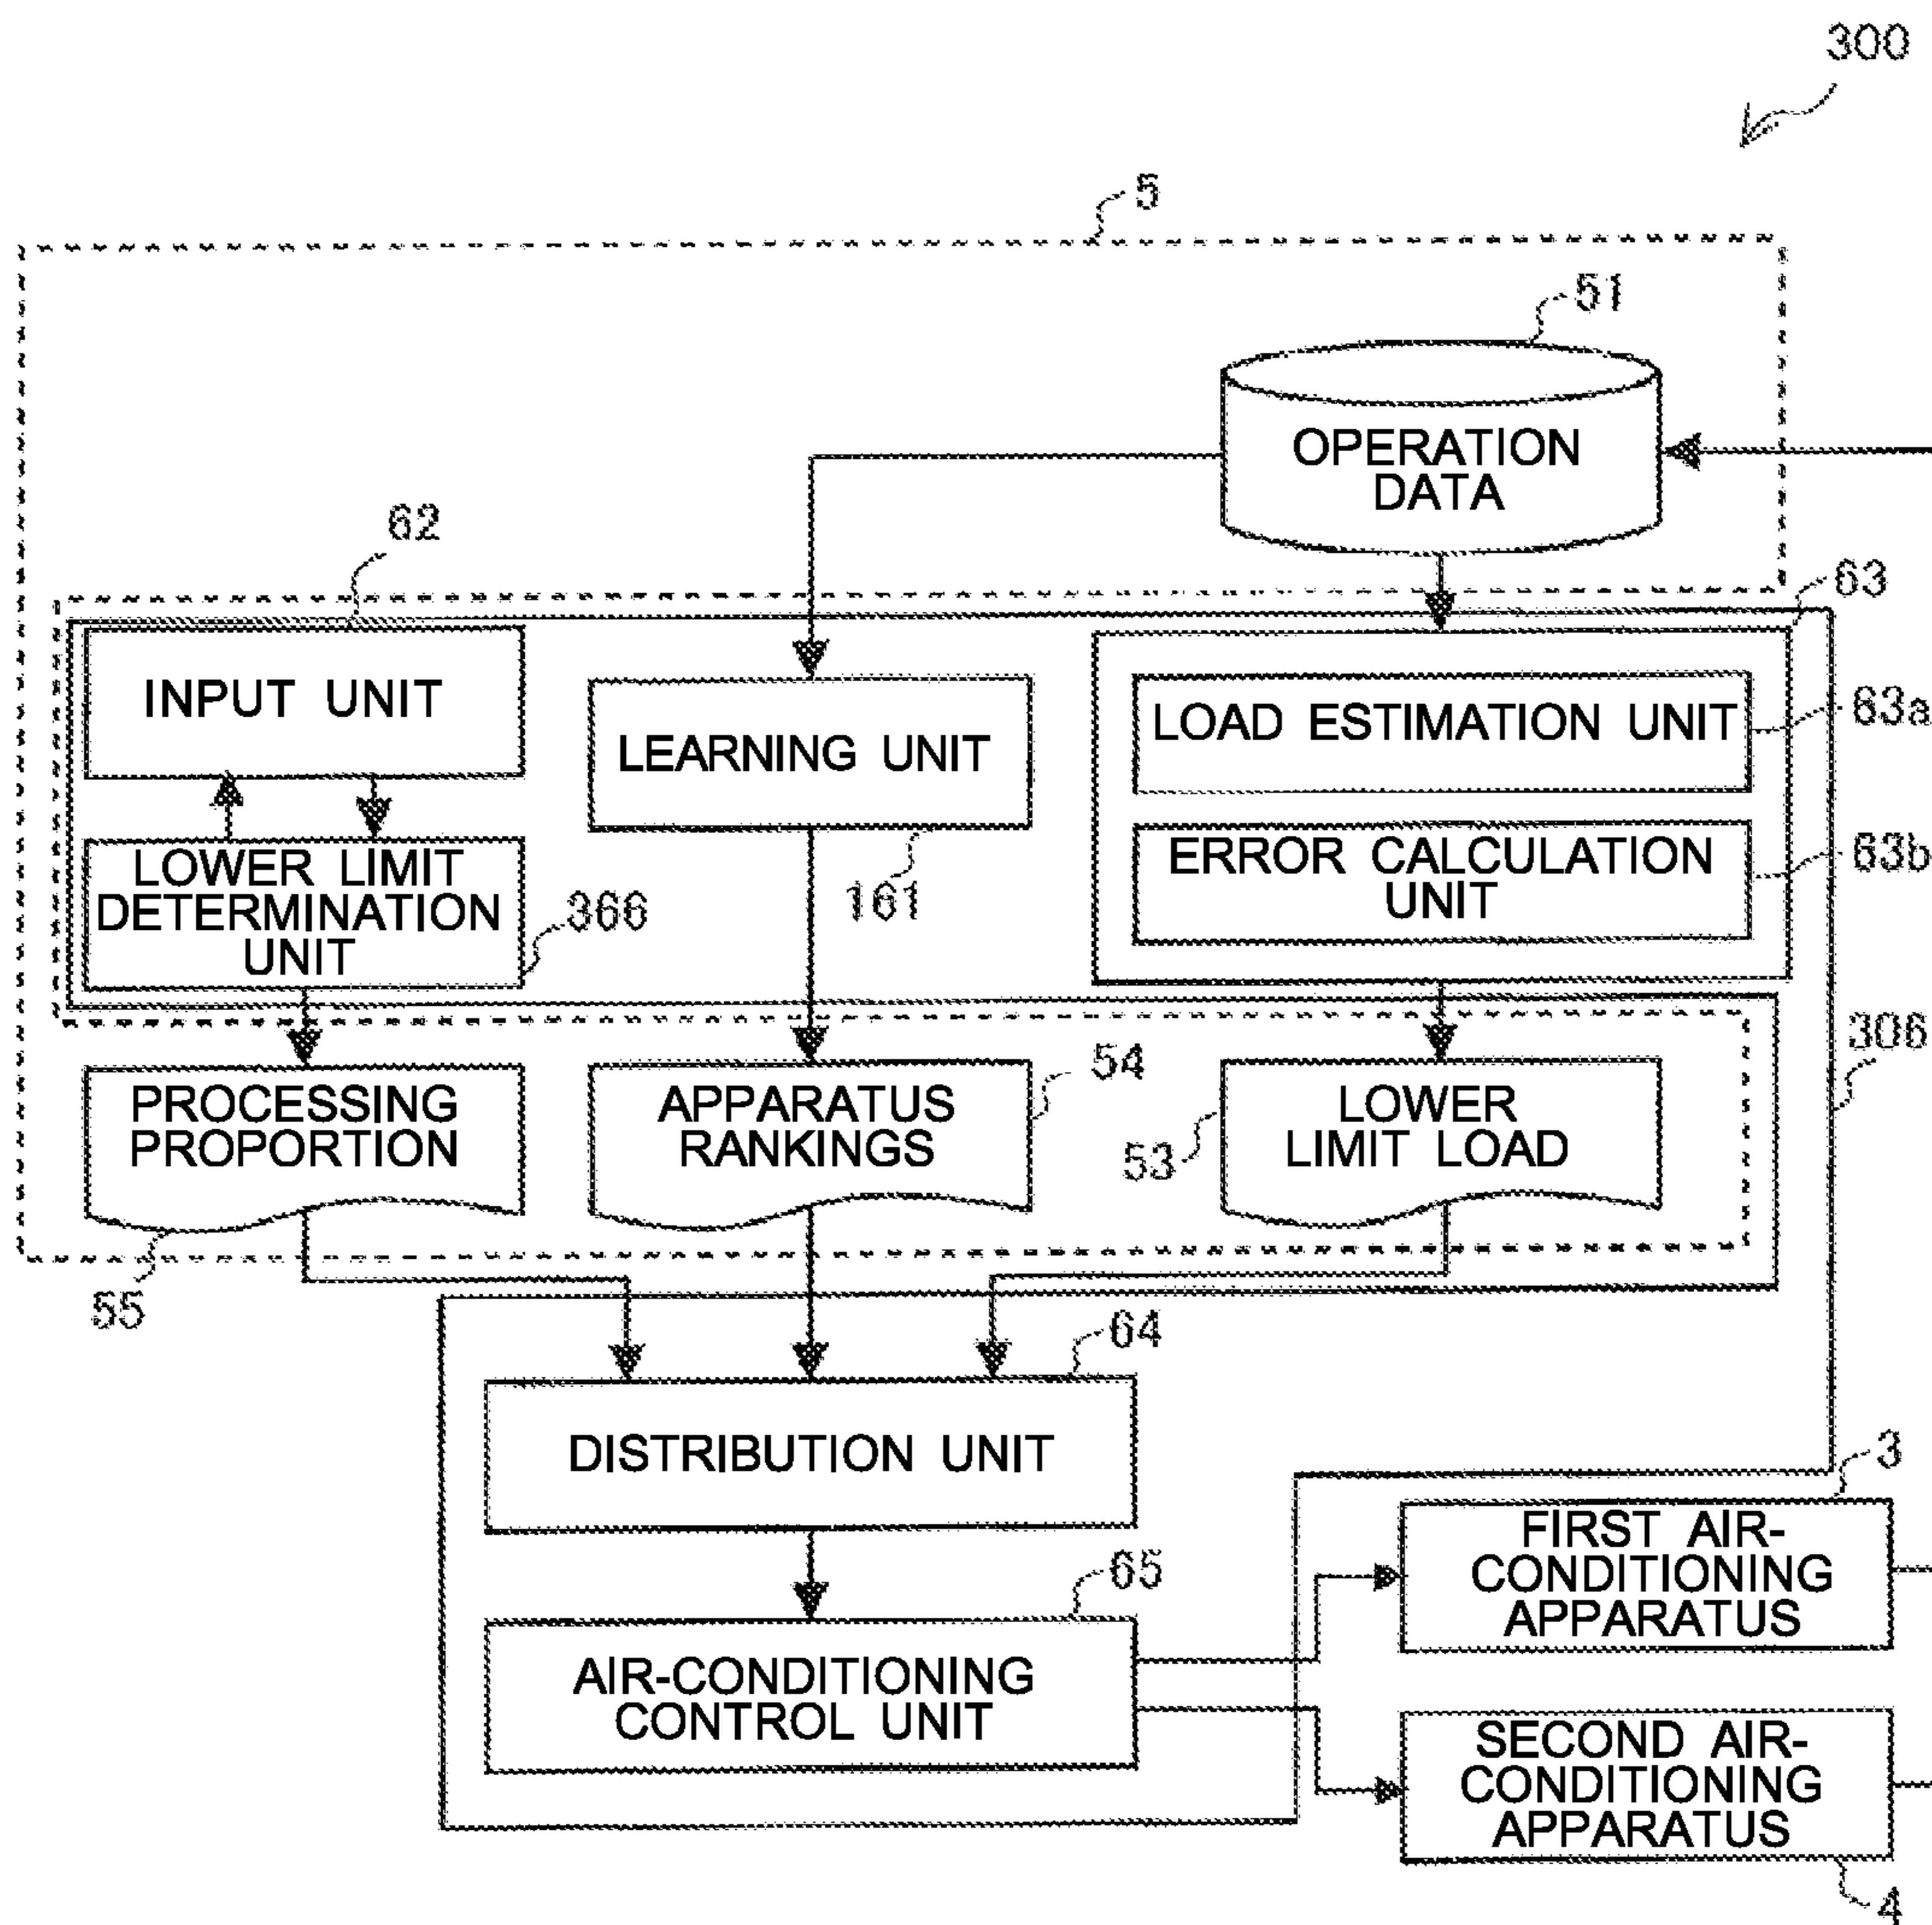 300
5
51
OPERATION
DATA
62
63
INPUT UNIT
LEARNING UNIT
161
LOAD ESTIMATION UNIT
63a
LOWER LIMIT
DETERMINATION
UNIT
366
ERROR CALCULATION
UNIT
63b
306
PROCESSING
PROPORTION
55
APPARATUS
RANKINGS
54
LOWER
LIMIT LOAD
53
64
DISTRIBUTION UNIT
3
FIRST AIR-
CONDITIONING
APPARATUS
65
AIR-CONDITIONING
CONTROL UNIT
SECOND AIR-
CONDITIONING
APPARATUS
4